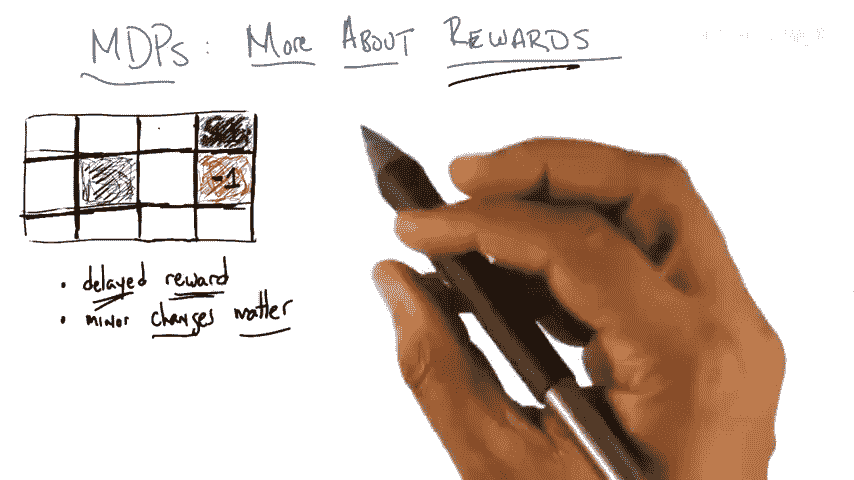 MDPs: More About Rewards
-1
• delayed reward
• minor changes matter